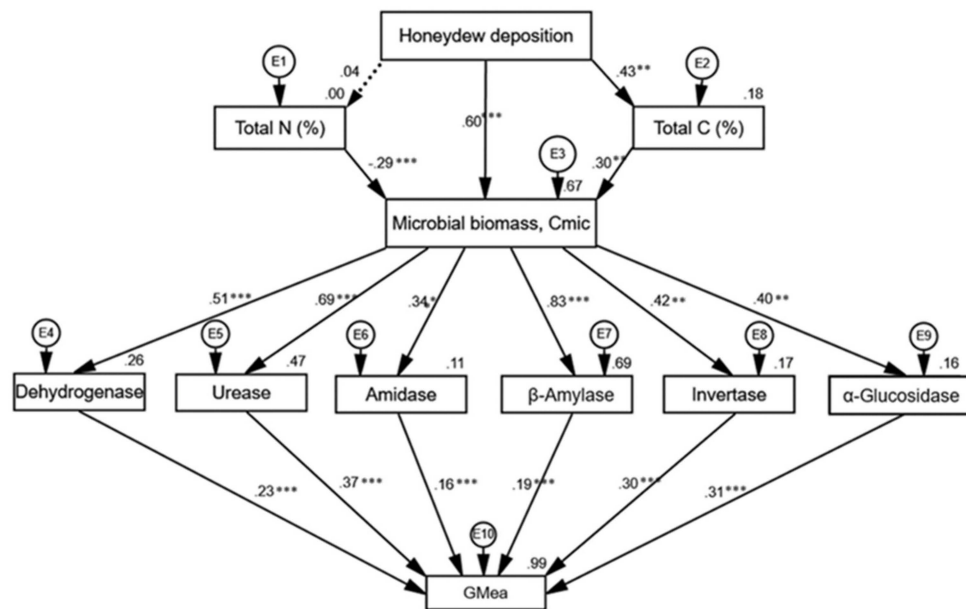 Honeydew deposition
E1
.04
.43**
E2
.00
.18
Total N (%)
.60***
Total C (%)
E3
-.29***
.30**
.67
Microbial biomass, Cmic
.51***
.69***
.34*
.83***
.42**
.40**
E4
E5
E6
E7
E8
E9
.26
.47
.11
.69
.17
.16
Dehydrogenase
Urease
Amidase
β-Amylase
Invertase
α-Glucosidase
.23***
.37***
.16***
.19***
.30***
.31***
E10
.99
GMea